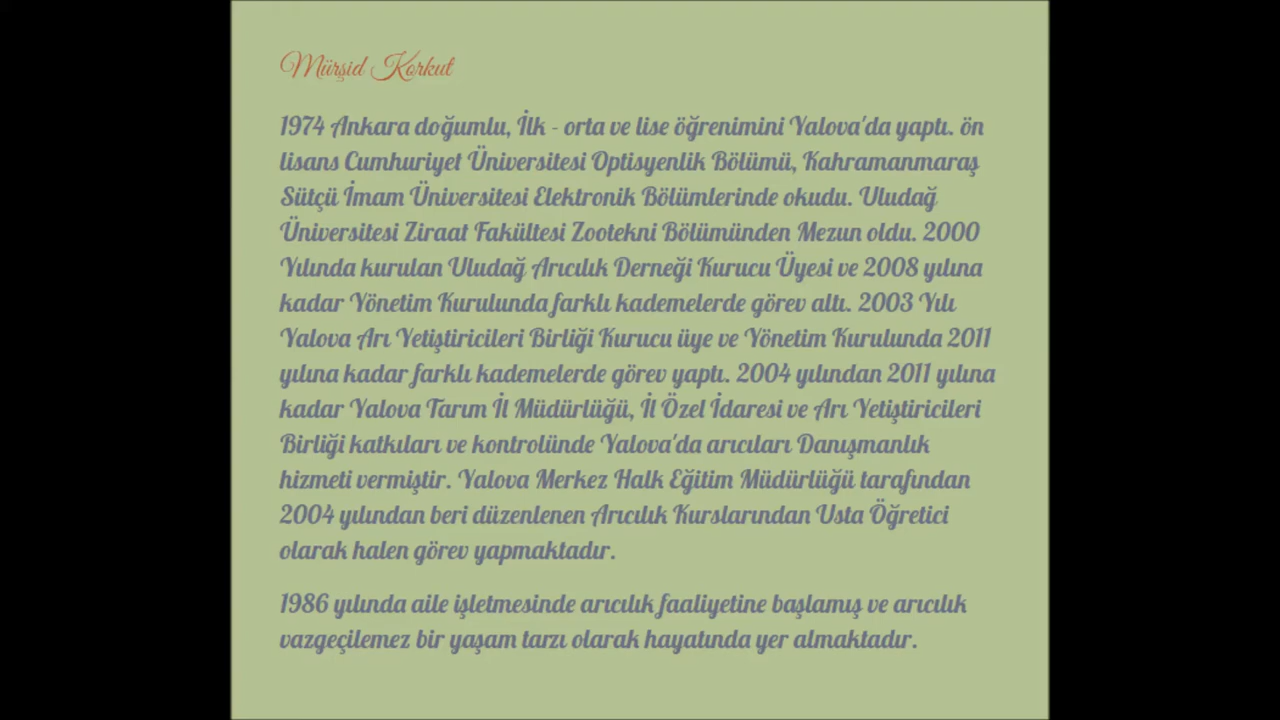 Mürşid Korkut
1974 Ankara doğumlu, İlk - orta ve lise öğrenimini Yalova'da yaptı. ön
lisans Cumhuriyet Üniversitesi Optisyenlik Bölümü, Kahramanmaraş
Sütçü İmam Üniversitesi Elektronik Bölümlerinde okudu. Uludağ
Üniversitesi Ziraat Fakültesi Zootekni Bölümünden Mezun oldu. 2000
Yılında kurulan Uludağ Arıcılık Derneği Kurucu Üyesi ve 2008 yılına
kadar Yönetim Kurulunda farklı kademelerde görev altı. 2003 Yılı
Yalova Arı Yetiştiricileri Birliği Kurucu üye ve Yönetim Kurulunda 2011
yılına kadar farklı kademelerde görev yaptı. 2004 yılından 2011 yılına
kadar Yalova Tarım İl Müdürlüğü, İl Özel İdaresi ve Arı Yetiştiricileri
Birliği katkıları ve kontrolünde Yalova'da arıcıları Danışmanlık
hizmeti vermiştir. Yalova Merkez Halk Eğitim Müdürlüğü tarafından
2004 yılından beri düzenlenen Arıcılık Kurslarından Usta Öğretici
olarak halen görev yapmaktadır.
1986 yılında aile işletmesinde arıcılık faaliyetine başlamış ve arıcılık
vazgeçilemez bir yaşam tarzı olarak hayatında yer almaktadır.